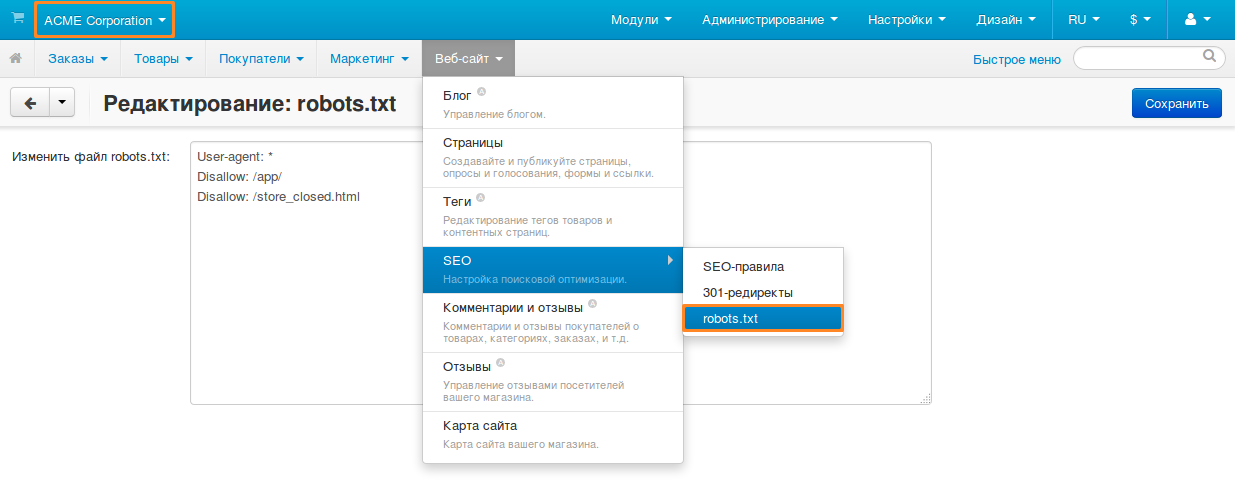 ACME Corporation
Модули
Администрирование
Настройки
Дизайн
RU
$
Заказы
Товары
Покупатели
Маркетинг
Веб-сайт
Быстрое меню
Редактирование: robots.txt
Сохранить
Изменить файл robots.txt:
User-agent: *
Disallow: /app/
Disallow: /store_closed.html
Блог A
Управление блогом.
Страницы
Создавайте и публикуйте страницы,
опросы и голосования, формы и ссылки.
Теги A
Редактирование тегов товаров и
контентных страниц.
SEO
Настройка поисковой оптимизации.
SEO-правила
301-редиректы
robots.txt
Комментарии и отзывы A
Комментарии и отзывы покупателей о
товарах, категориях, заказах, и т.д.
Отзывы A
Управление отзывами посетителей
вашего магазина.
Карта сайта
Карта сайта вашего магазина.